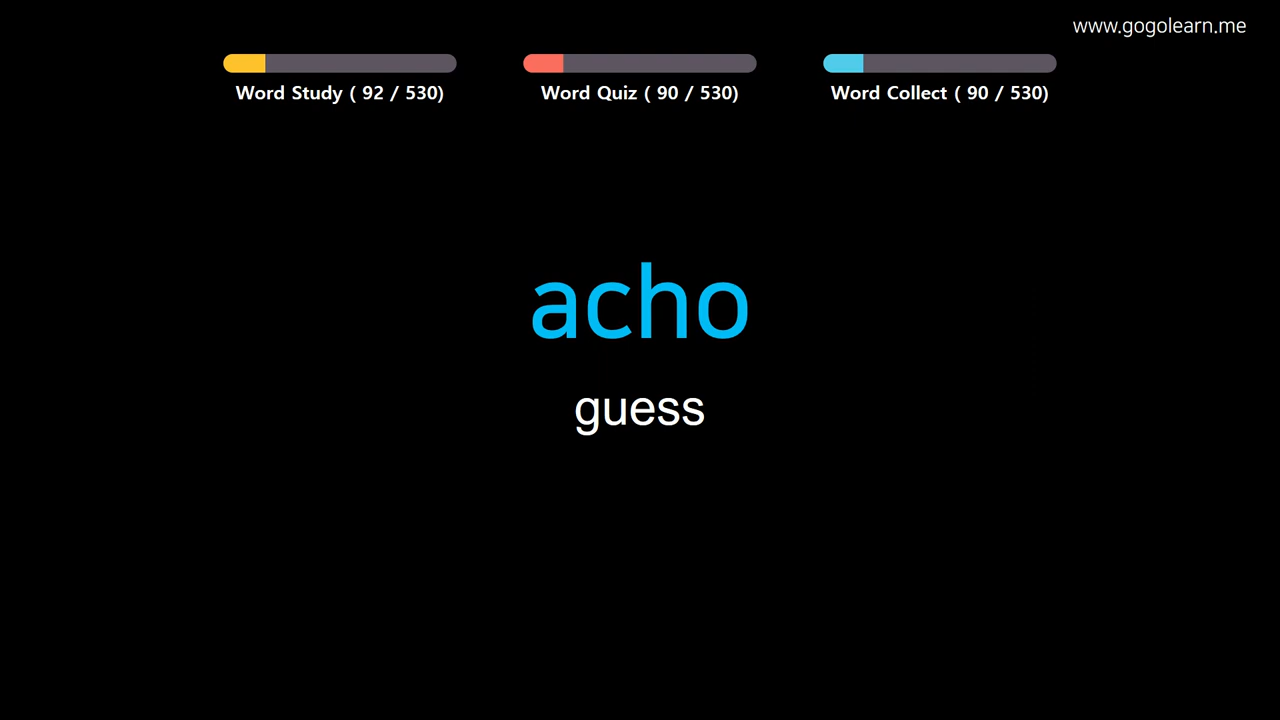 www.gogolearn.me
Word Study ( 92 / 530)
Word Quiz ( 90 / 530)
Word Collect ( 90 / 530)
acho
guess